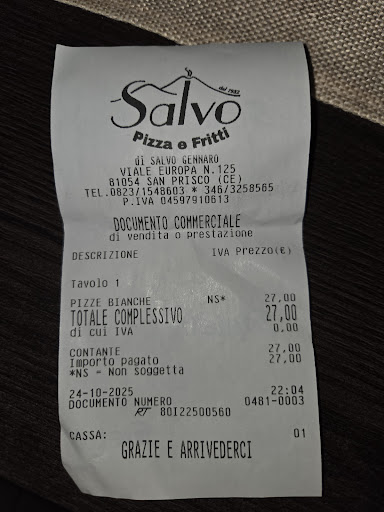 Salvo
dal 1983
Pizza e Fritti
di SALVO GENNARO
VIALE EUROPA N.125
81054 SAN PRISCO (CE)
TEL.0823/1548603 * 346/3258565
P.IVA 04597910613
DOCUMENTO COMMERCIALE
di vendita o prestazione
DESCRIZIONE IVA Prezzo(€)
Tavolo 1
PIZZE BIANCHE NS* 27,00
TOTALE COMPLESSIVO 27,00
di cui IVA 0,00
CONTANTE 27,00
Importo pagato 27,00
*NS = Non soggetta
24-10-2025 22:04
DOCUMENTO NUMERO 0481-0003
RT 80I22500560
CASSA: 01
GRAZIE E ARRIVEDERCI